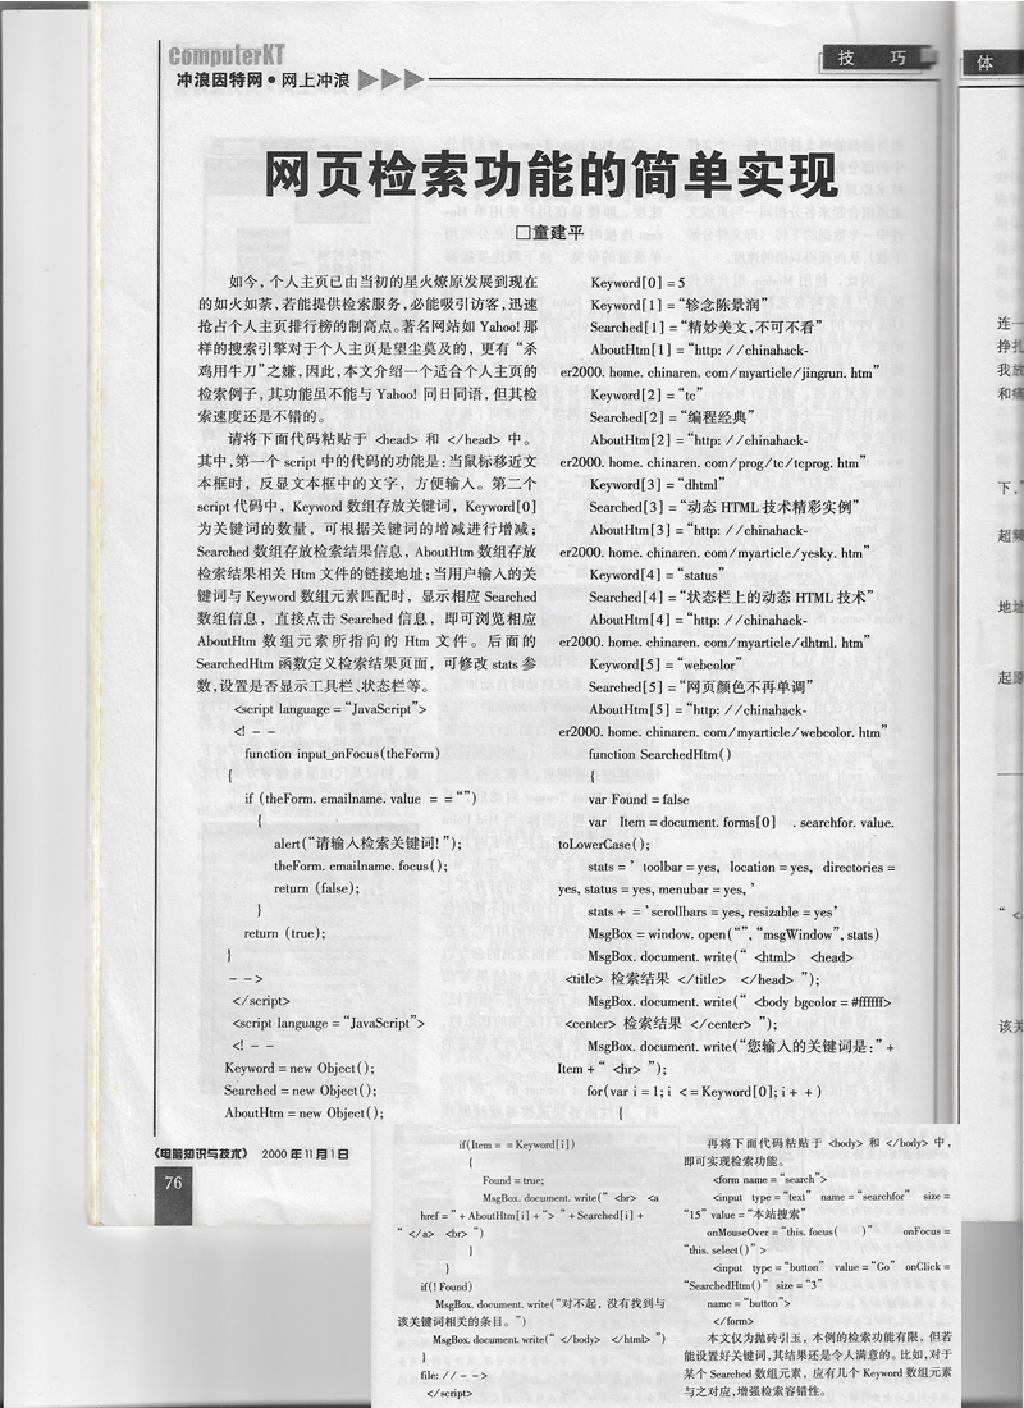 ComputerKT
冲浪因特网·网上冲浪
技 巧
体
网页检索功能的简单实现
□童建平
如今，个人主页已由当初的星火燎原发展到现在
的如火如荼，若能提供检索服务，必能吸引访客，迅速
抢占个人主页排行榜的制高点。著名网站如 Yahoo! 那
样的搜索引擎对于个人主页是望尘莫及的，更有“杀
鸡用牛刀”之嫌，因此，本文介绍一个适合个人主页的
检索例子，其功能虽不能与 Yahoo! 同日同语，但其检
索速度还是不错的。
请将下面代码粘贴于 <head> 和 </head> 中。
其中，第一个 script 中的代码的功能是：当鼠标移近文
本框时，反显文本框中的文字，方便输入。第二个
script 代码中，Keyword 数组存放关键词，Keyword[0]
为关键词的数量，可根据关键词的增减进行增减；
Searched 数组存放检索结果信息，AboutHtm 数组存放
检索结果相关 Htm 文件的链接地址；当用户输入的关
键词与 Keyword 数组元素匹配时，显示相应 Searched
数组信息，直接点击 Searched 信息，即可浏览相应
AboutHtm 数组元素所指向的 Htm 文件。后面的
SearchedHtm 函数定义检索结果页面，可修改 stats 参
数，设置是否显示工具栏、状态栏等。
<script language = “JavaScript”>
<! - -
function input_onFocus(theForm)
{
if (theForm. emailname. value = = “”)
{
alert(“请输入检索关键词! ”);
theForm. emailname. focus();
return (false);
}
return (true);
}
- - >
</script>
<script language = “JavaScript”>
<! - -
Keyword = new Object();
Searched = new Object();
AboutHtm = new Object();
Keyword[0] = 5
Keyword[1] = “轸念陈景润”
Searched[1] = “精妙美文，不可不看”
AboutHtm[1] = “http: //chinahack-
er2000. home. chinaren. com/myarticle/jingrun. htm”
Keyword[2] = “tc”
Searched[2] = “编程经典”
AboutHtm[2] = “http: //chinahack-
er2000. home. chinaren. com/prog/tc/tcprog. htm”
Keyword[3] = “dhtml”
Searched[3] = “动态 HTML 技术精彩实例”
AboutHtm[3] = “http: //chinahack-
er2000. home. chinaren. com/myarticle/yesky. htm”
Keyword[4] = “status”
Searched[4] = “状态栏上的动态 HTML 技术”
AboutHtm[4] = “http: //chinahack-
er2000. home. chinaren. com/myarticle/dhtml. htm”
Keyword[5] = “webcolor”
Searched[5] = “网页颜色不再单调”
AboutHtm[5] = “http: //chinahack-
er2000. home. chinaren. com/myarticle/webcolor. htm”
function SearchedHtm()
{
var Found = false
var Item = document. forms[0] . searchfor. value.
toLowerCase();
stats = ’ toolbar = yes, location = yes, directories =
yes, status = yes, menubar = yes, ’
stats + = ’ scrollbars = yes, resizable = yes’
MsgBox = window. open(“”, “msgWindow”, stats)
MsgBox. document. write(“ <html> <head>
<title> 检索结果 </title> </head> ”);
MsgBox. document. write(“ <body bgcolor = #ffffff>
<center> 检索结果 </center> ”);
MsgBox. document. write(“您输入的关键词是：” +
Item + “ <hr> ”);
for(var i = 1; i <= Keyword[0]; i + + )
{
《电脑知识与技术》 2000 年 11 月 1 日
76
if(Item = = Keyword[i])
{
Found = true;
MsgBox. document. write(“ <br> <a
href = ” + AboutHtm[i] + “> “ + Searched[i] +
“ </a> <br> ”)
}
}
if(! Found)
MsgBox. document. write(“对不起，没有找到与
该关键词相关的条目。”)
MsgBox. document. write(“ </body> </html> ”)
}
file: // - - >
</script>
再将下面代码粘贴于 <body> 和 </body> 中，
即可实现检索功能。
<form name = “search”>
<input type = “text” name = “searchfor” size =
“15” value = “本站搜索”
onMouseOver = “this. focus( )” onFocus =
“this. select()” >
<input type = “button” value = “Go” onClick =
“SearchedHtm()” size = “3”
name = “button”>
</form>
本文仅为抛砖引玉，本例的检索功能有限，但若
能设置好关键词，其结果还是令人满意的。比如，对于
某个 Searched 数组元素，应有几个 Keyword 数组元素
与之对应，增强检索容错性。
连一
挣扎
我放
和痛
下，”
超频
地址
起原
“ <
该关